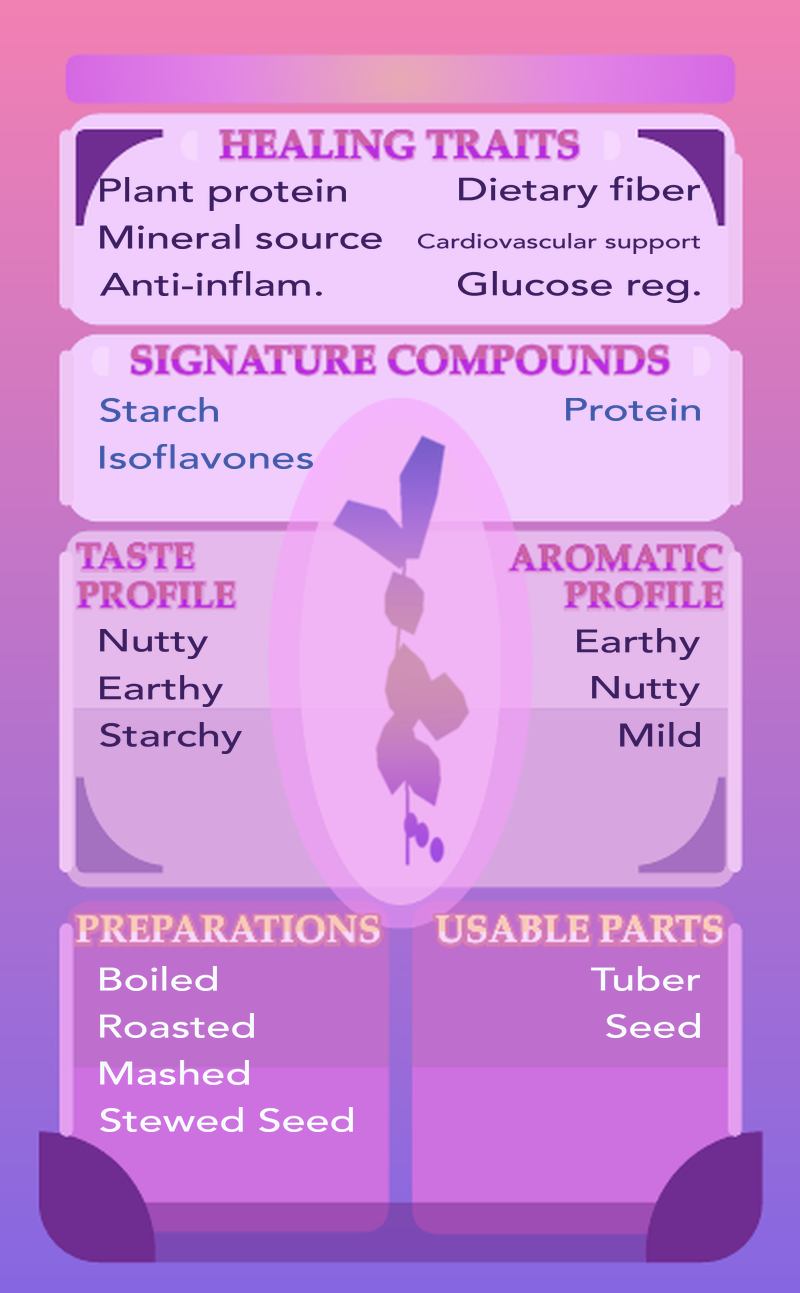 HEALING TRAITS
Plant protein
Dietary fiber
Mineral source
Cardiovascular support
Anti-inflam.
Glucose reg.
SIGNATURE COMPOUNDS
Starch
Protein
Isoflavones
TASTE
PROFILE
Nutty
Earthy
Starchy
AROMATIC
PROFILE
Earthy
Nutty
Mild
PREPARATIONS
Boiled
Roasted
Mashed
Stewed Seed
USABLE PARTS
Tuber
Seed